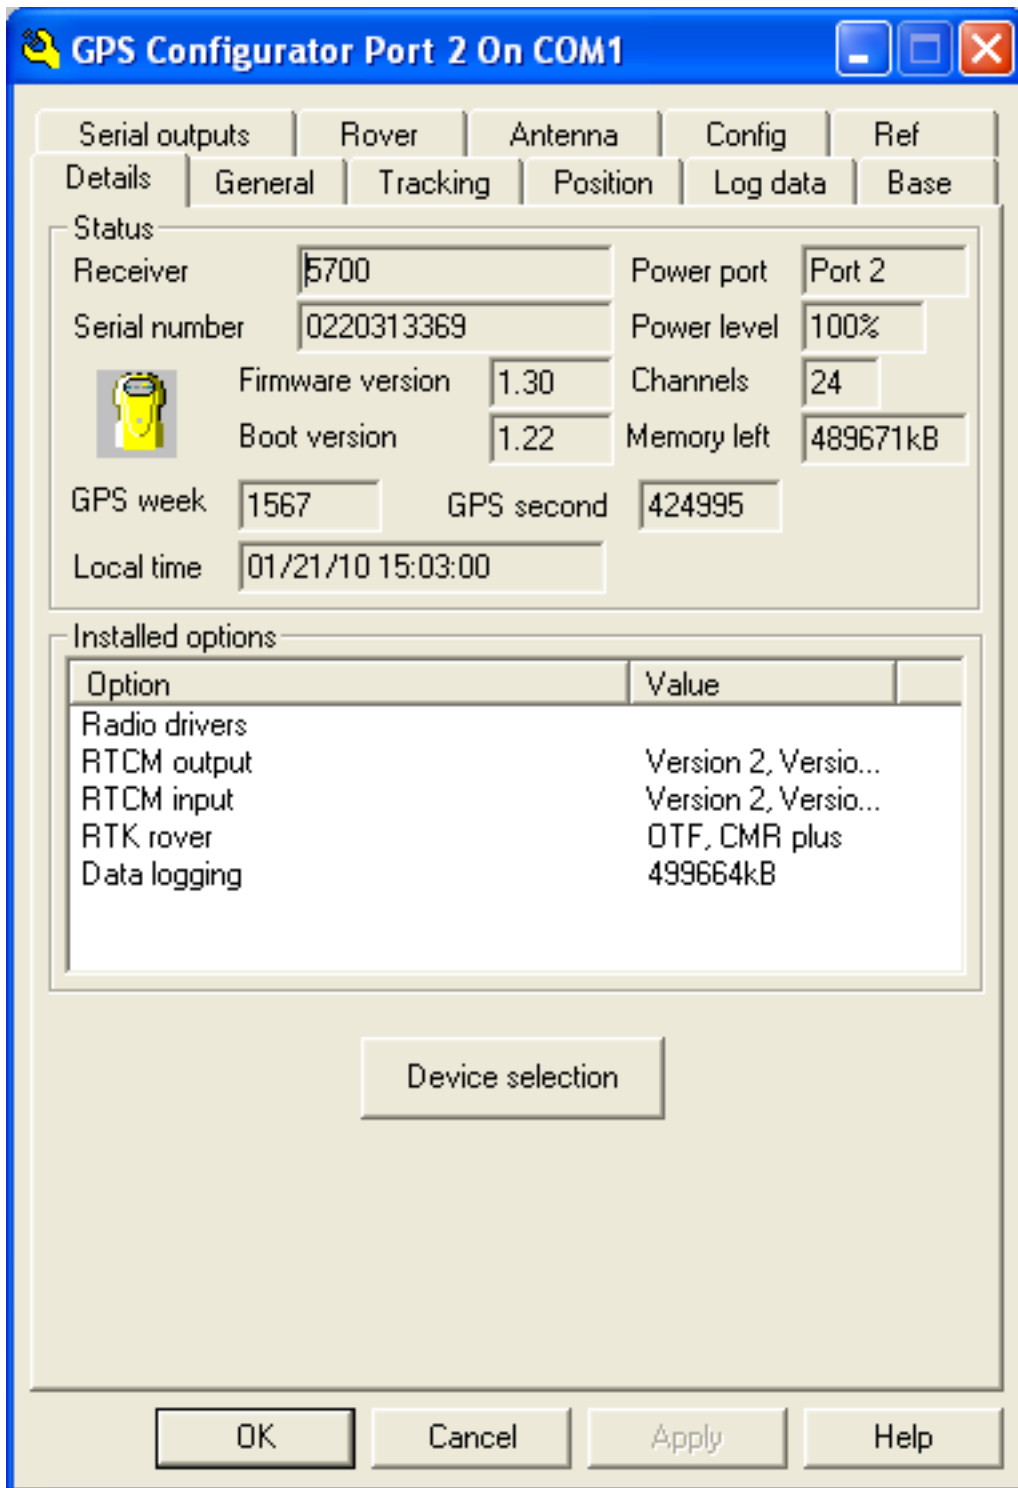 GPS Configurator Port 2 On COM1
Serial outputs Rover Antenna Config Ref
Details General Tracking Position Log data Base
Status
Receiver 5700 Power port Port 2
Serial number 0220313369 Power level 100%
Firmware version 1.30 Channels 24
Boot version 1.22 Memory left 489671kB
GPS week 1567 GPS second 424995
Local time 01/21/10 15:03:00
Installed options
Option Value
Radio drivers
RTCM output Version 2, Versio...
RTCM input Version 2, Versio...
RTK rover OTF, CMR plus
Data logging 499664kB
Device selection
OK Cancel Apply Help